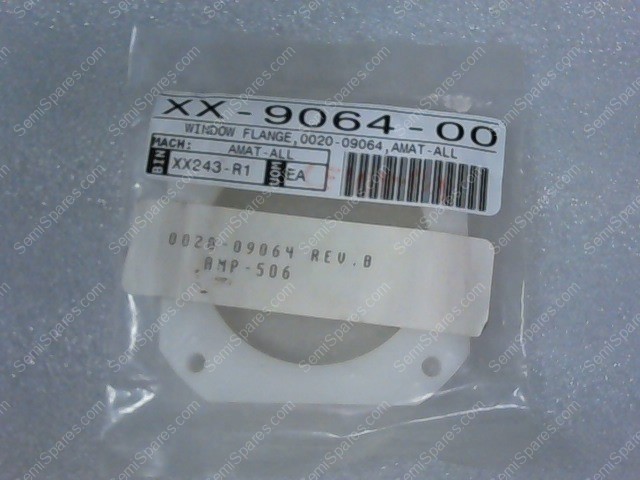 XX-9064-00
WINDOW FLANGE,0020-09064,AMAT-ALL
MACH: AMAT-ALL
BIN XX243-R1 UOM EA
0020-09064 REV.B
AMP-506
SemiSpares.com